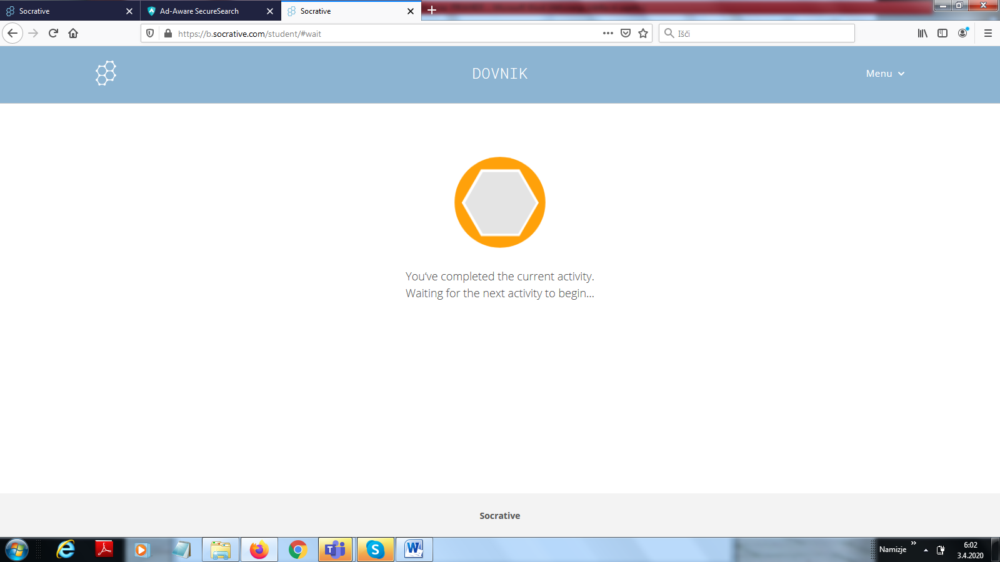 Socrative
Ad-Aware SecureSearch
Socrative
https://b.socrative.com/student/#wait
Išči
DOVNIK
Menu
You've completed the current activity.
Waiting for the next activity to begin...
Socrative
Namizje
6:02
3.4.2020